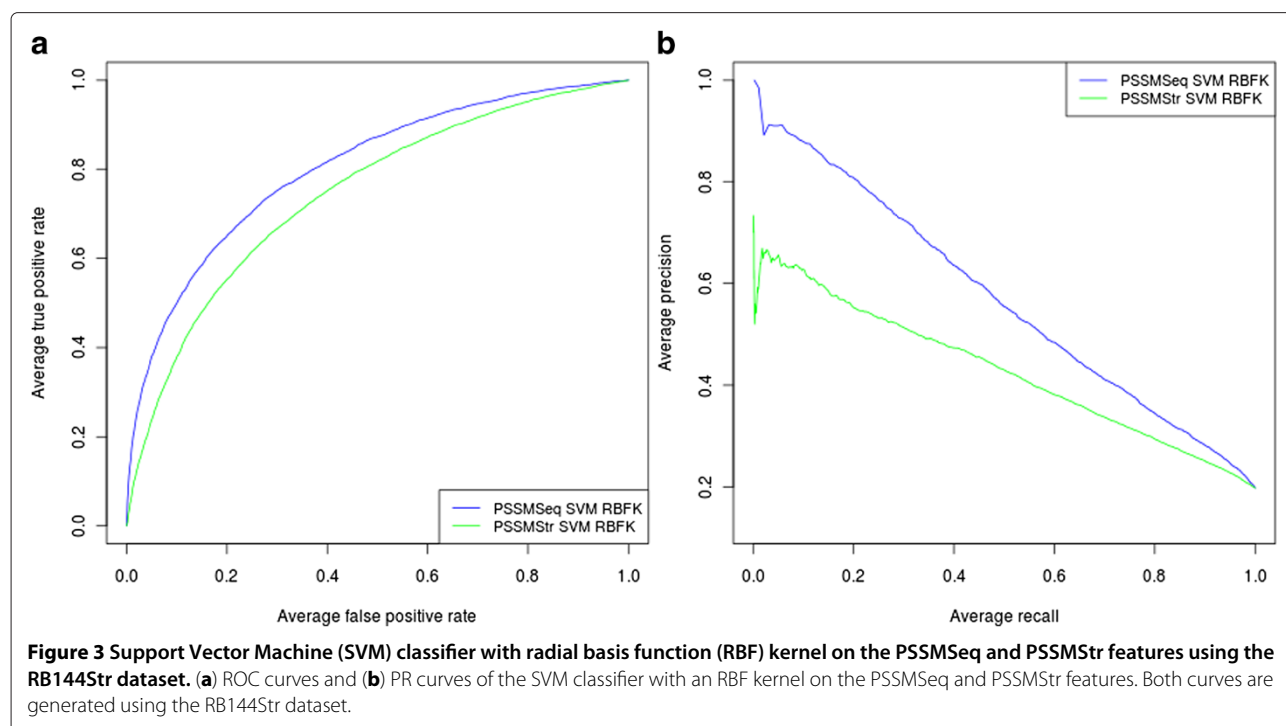 a
1.0
0.8
0.6
0.4
0.2
0.0
Average true positive rate
PSSMSeq SVM RBFK
PSSMStr SVM RBFK
0.0 0.2 0.4 0.6 0.8 1.0
Average false positive rate
b
1.0
0.8
0.6
0.4
0.2
Average precision
PSSMSeq SVM RBFK
PSSMStr SVM RBFK
0.0 0.2 0.4 0.6 0.8 1.0
Average recall
Figure 3 Support Vector Machine (SVM) classifier with radial basis function (RBF) kernel on the PSSMSeq and PSSMStr features using the
RB144Str dataset. (a) ROC curves and (b) PR curves of the SVM classifier with an RBF kernel on the PSSMSeq and PSSMStr features. Both curves are
generated using the RB144Str dataset.